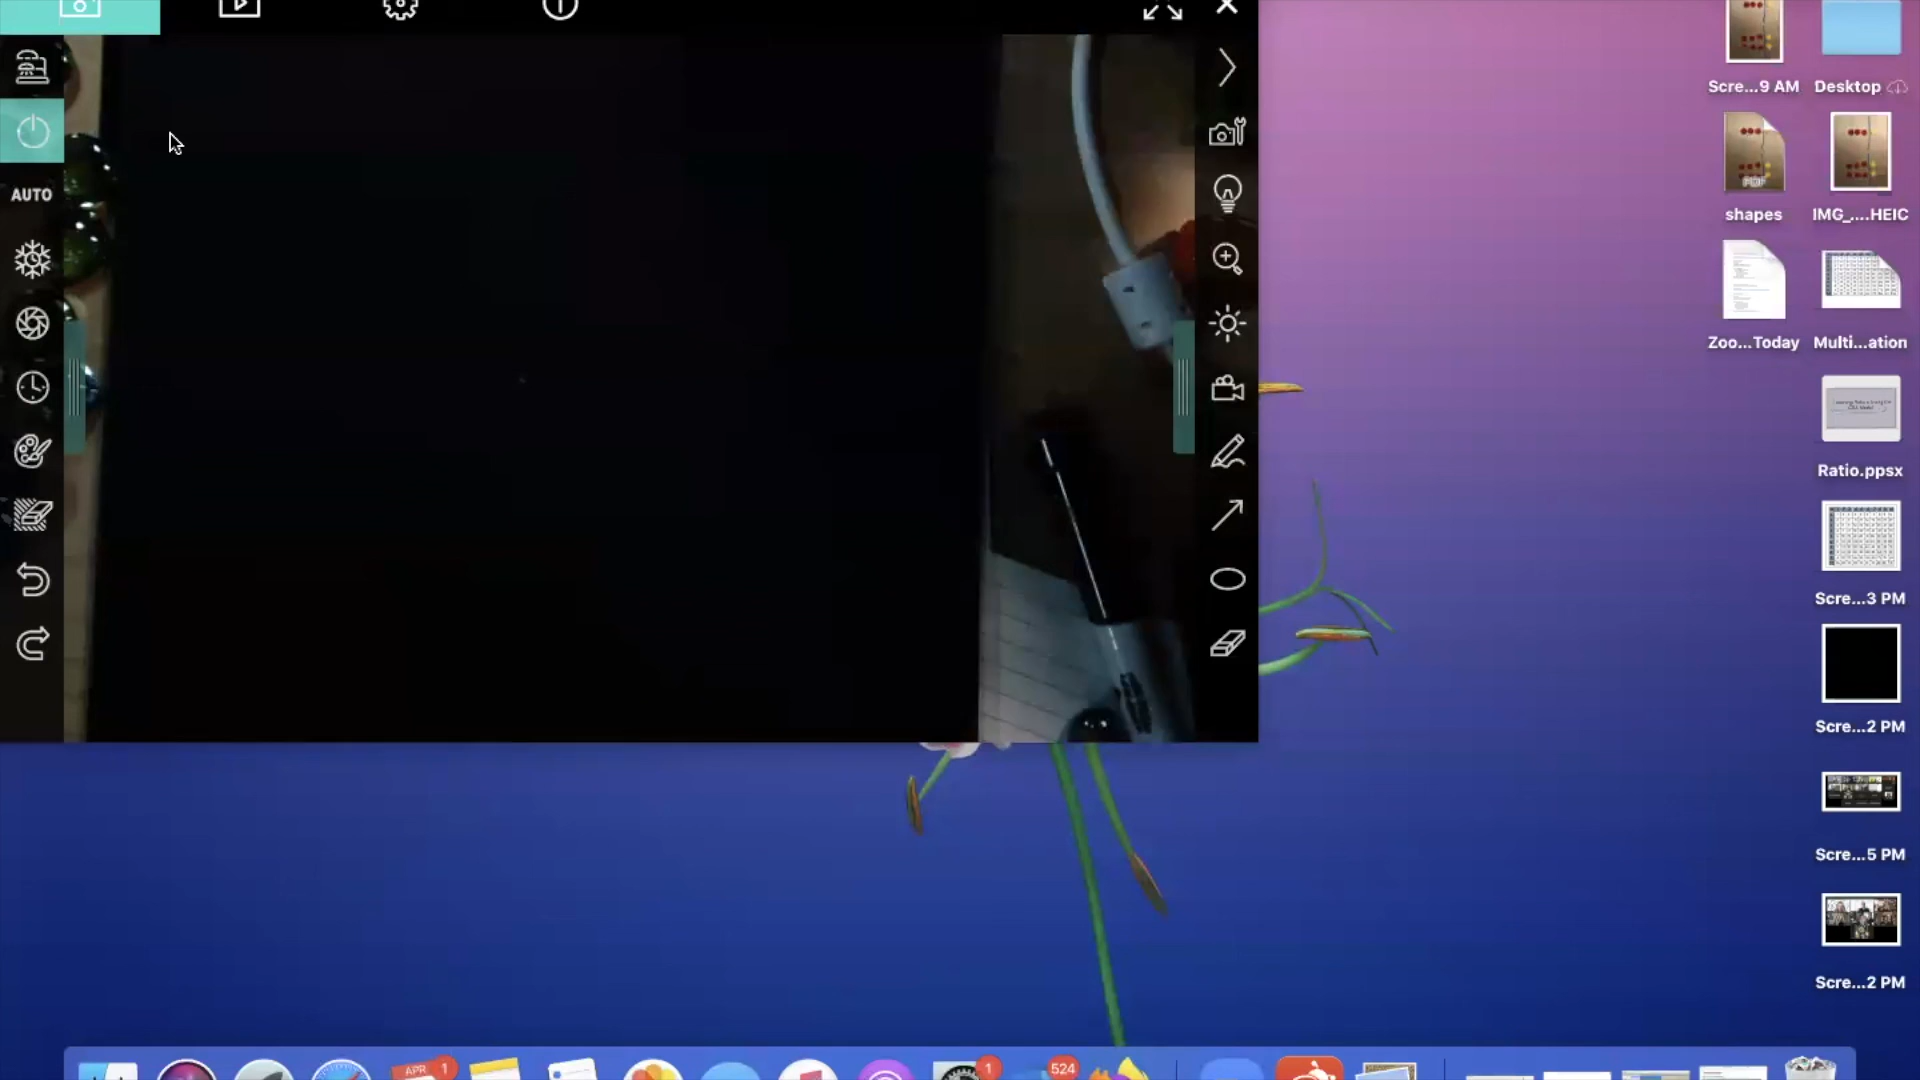 AUTO
Scre...9 AM
Desktop
PDF
shapes
IMG_....HEIC
Zoo...Today
Multi...ation
Ratio.ppsx
Scre...3 PM
Scre...2 PM
Scre...5 PM
Scre...2 PM
APR
1
1
524